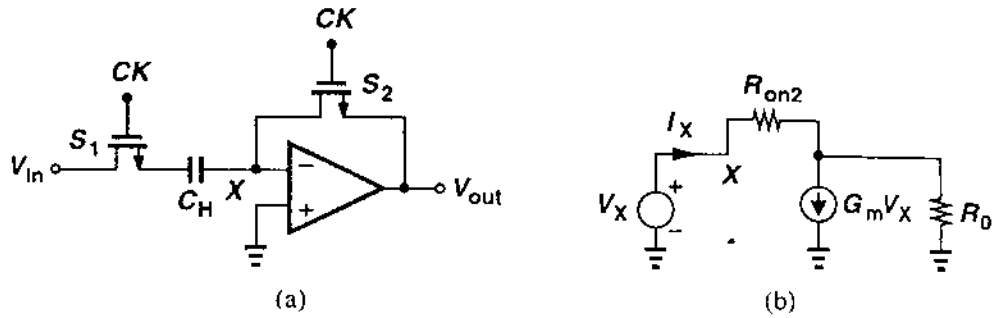 CK
CK
S2
S1
Vin
CH
X
−
+
Vout
(a)
Ron2
IX
X
VX
+
−
GmVX
R0
(b)